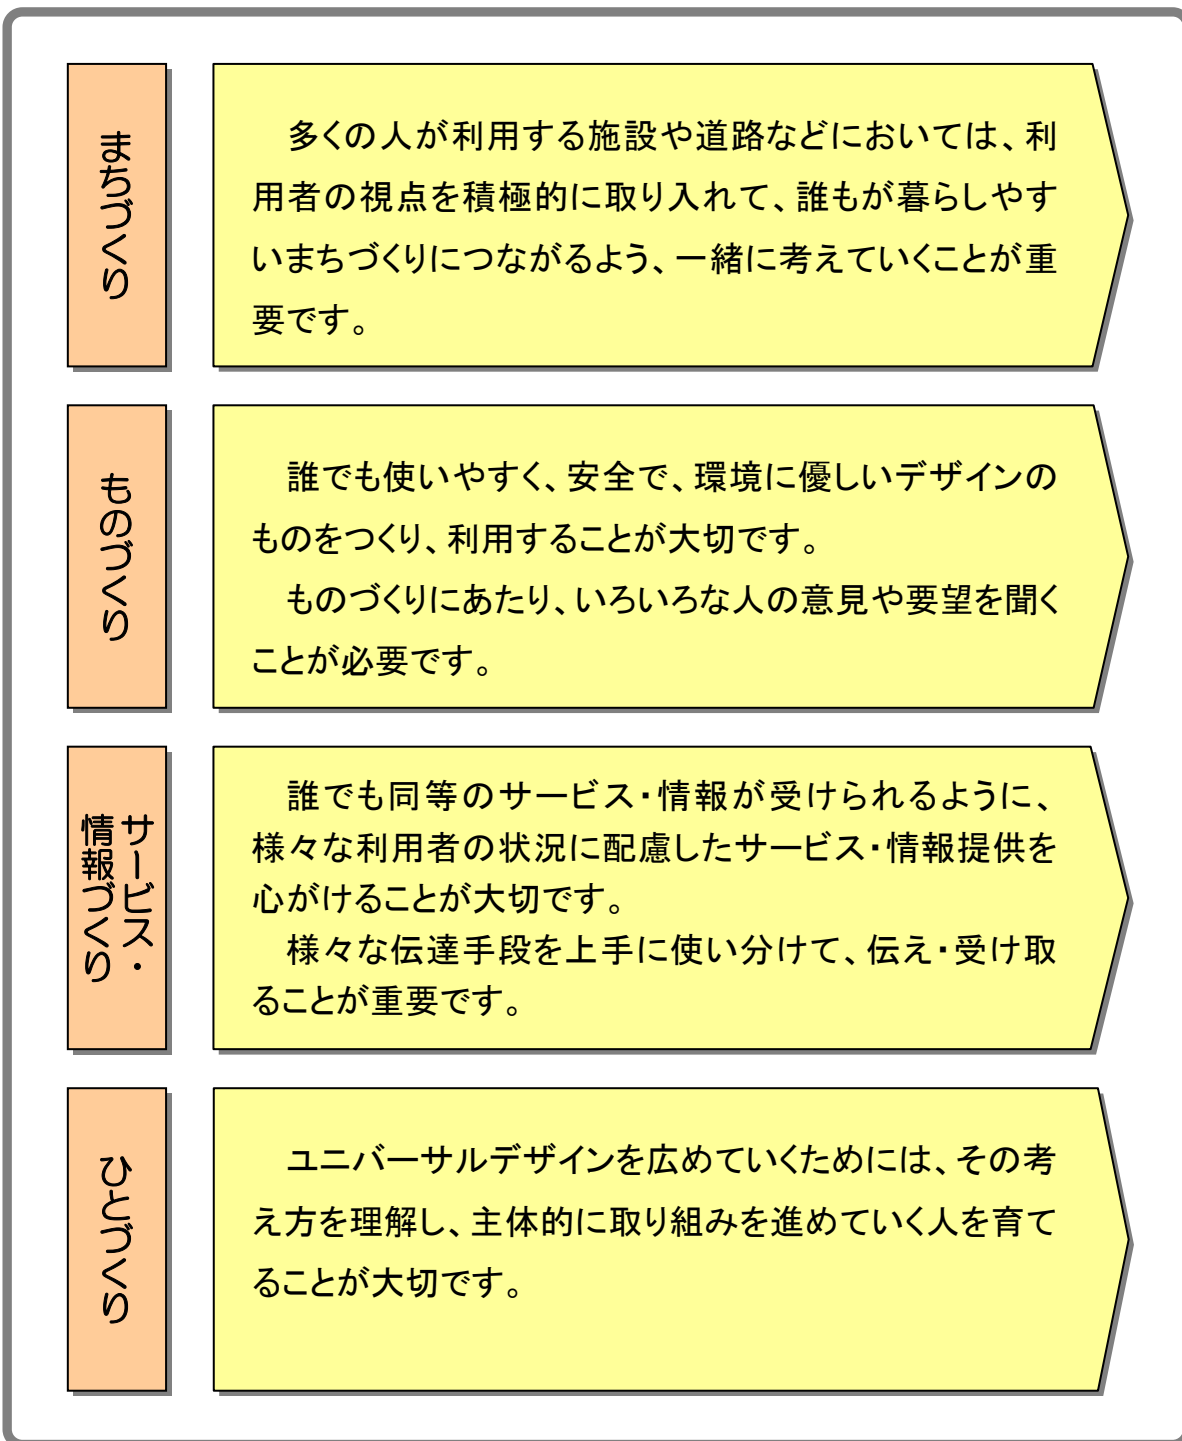 まちづくり
　多くの人が利用する施設や道路などにおいては、利
用者の視点を積極的に取り入れて、誰もが暮らしやす
いまちづくりにつながるよう、一緒に考えていくことが重
要です。
ものづくり
　誰でも使いやすく、安全で、環境に優しいデザインの
ものをつくり、利用することが大切です。
　ものづくりにあたり、いろいろな人の意見や要望を聞く
ことが必要です。
サービス・
情報づくり
　誰でも同等のサービス・情報が受けられるように、
様々な利用者の状況に配慮したサービス・情報提供を
心がけることが大切です。
　様々な伝達手段を上手に使い分けて、伝え・受け取
ることが重要です。
ひとづくり
　ユニバーサルデザインを広めていくためには、その考
え方を理解し、主体的に取り組みを進めていく人を育て
ることが大切です。